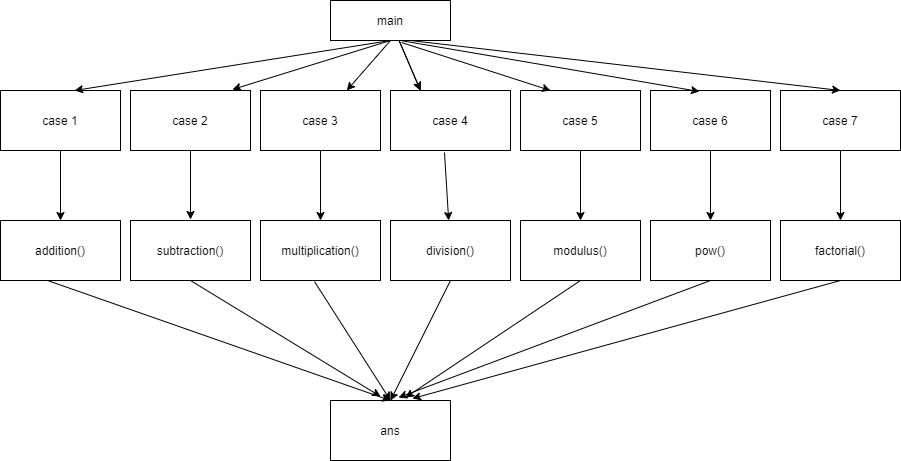 main
case 1
case 2
case 3
case 4
case 5
case 6
case 7
addition()
subtraction()
multiplication()
division()
modulus()
pow()
factorial()
ans